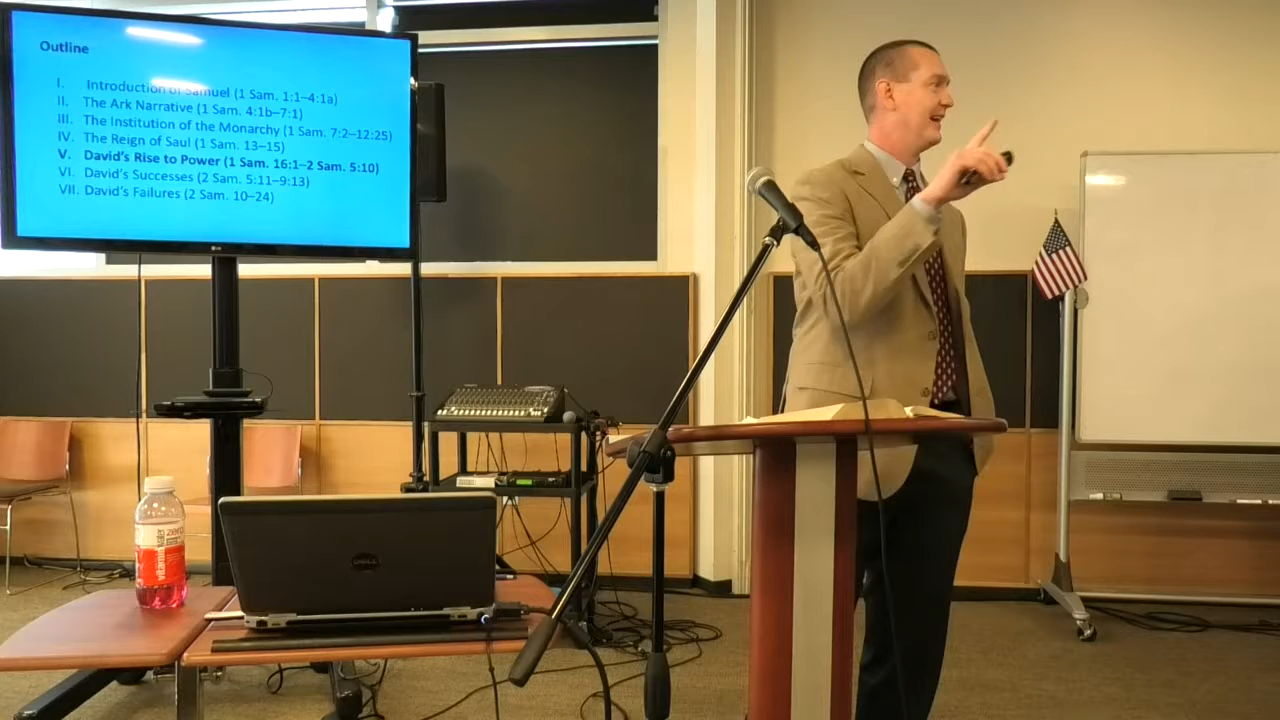 Outline
I. Introduction of Samuel (1 Sam. 1:1–4:1a)
II. The Ark Narrative (1 Sam. 4:1b–7:1)
III. The Institution of the Monarchy (1 Sam. 7:2–12:25)
IV. The Reign of Saul (1 Sam. 13–15)
V. David's Rise to Power (1 Sam. 16:1–2 Sam. 5:10)
VI. David's Successes (2 Sam. 5:11–9:13)
VII. David's Failures (2 Sam. 10–24)
LG
vitaminwater
zero
DELL